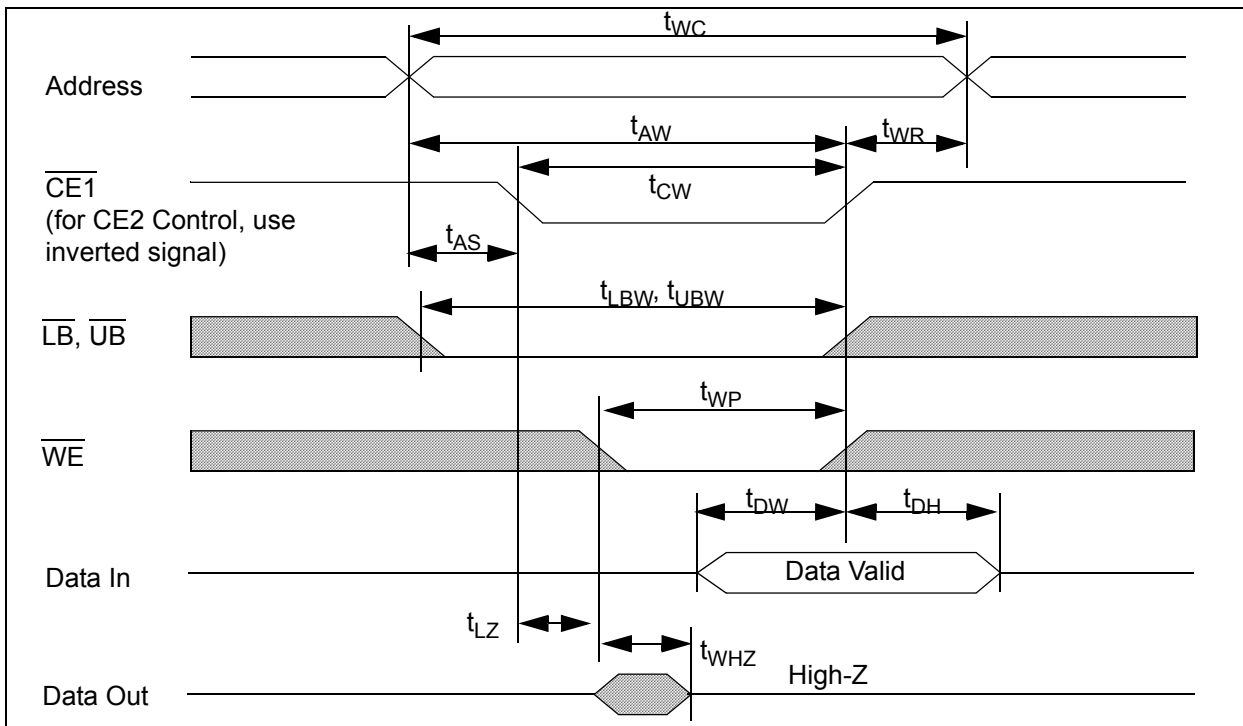 tWC
Address
tAW
tWR
CE1
(for CE2 Control, use
inverted signal)
tCW
tAS
tLBW, tUBW
LB, UB
tWP
WE
tDW
tDH
Data In
Data Valid
tLZ
tWHZ
High-Z
Data Out